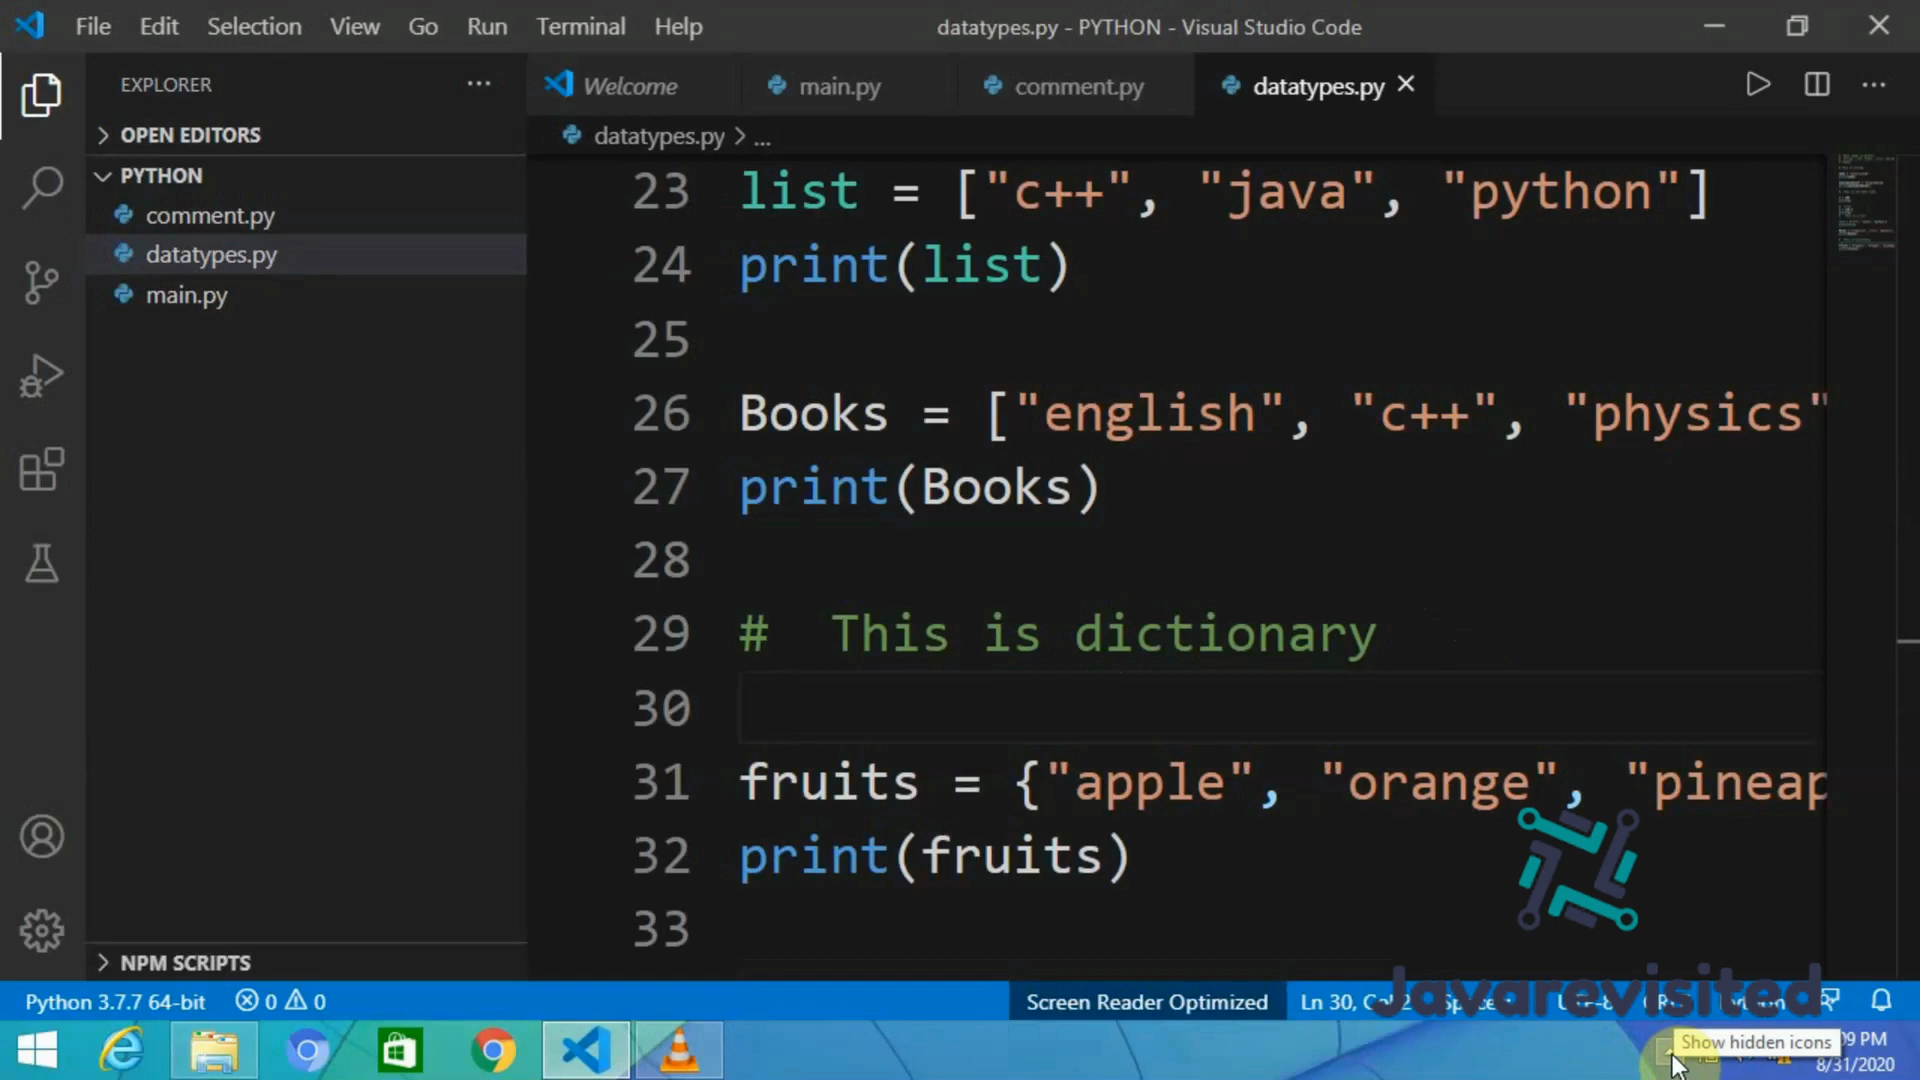 File Edit Selection View Go Run Terminal Help datatypes.py - PYTHON - Visual Studio Code
EXPLORER ... Welcome main.py comment.py datatypes.py ...
OPEN EDITORS
datatypes.py > ...
PYTHON
comment.py
datatypes.py
main.py
23 list = ["c++", "java", "python"]
24 print(list)
25
26 Books = ["english", "c++", "physics"
27 print(Books)
28
29 # This is dictionary
30
31 fruits = {"apple", "orange", "pineap
32 print(fruits)
33
NPM SCRIPTS
Javarevisited
Python 3.7.7 64-bit 0 0 Screen Reader Optimized Ln 30,
Show hidden icons
09 PM
8/31/2020